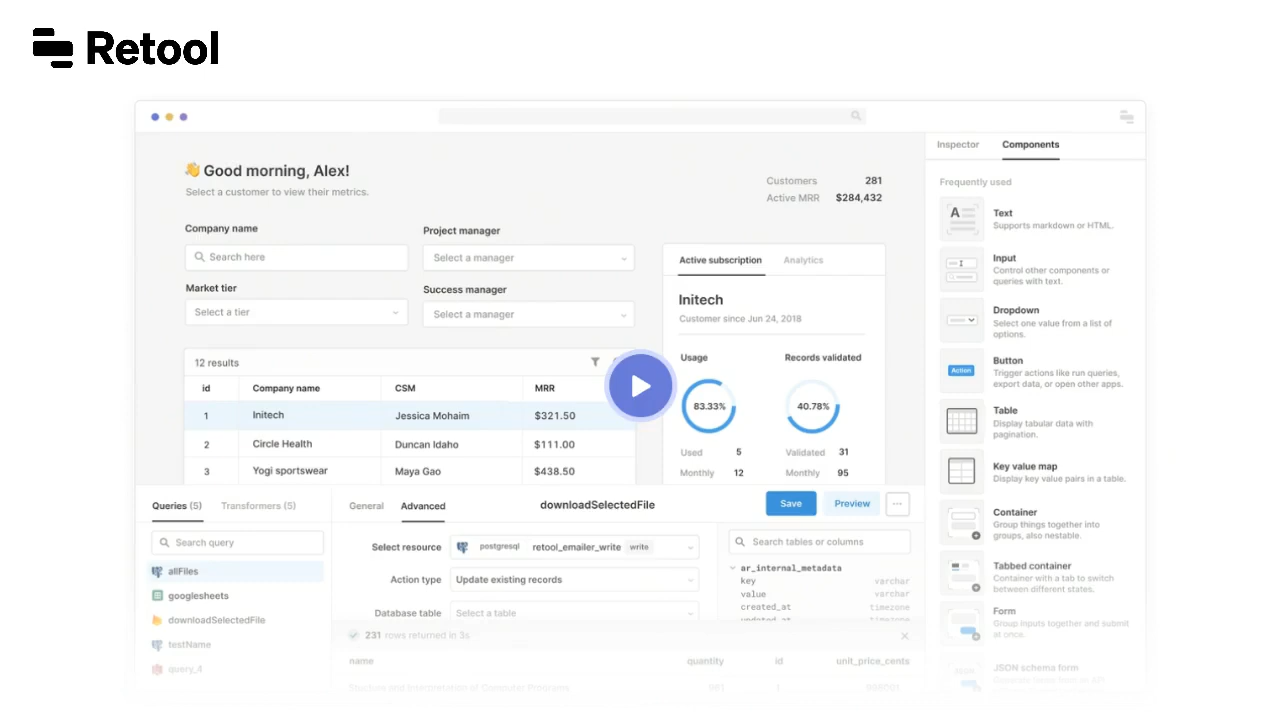 Retool
Inspector
Components
👋 Good morning, Alex!
Select a customer to view their metrics.
Customers 281
Active MRR $284,432
Frequently used
Company name
Search here
Project manager
Select a manager
Market tier
Select a tier
Success manager
Select a manager
Active subscription
Analytics
Initech
Customer since Jun 24, 2018
Usage
Records validated
83.33%
40.78%
Used 5
Validated 31
Monthly 12
Monthly 95
12 results
id Company name CSM MRR
1 Initech Jessica Mohaim $321.50
2 Circle Health Duncan Idaho $111.00
3 Yogi sportswear Maya Gao $438.50
Text
Supports markdown or HTML.
Input
Control other components or
queries with text.
Dropdown
Select one value from a list of
options.
Action
Button
Trigger actions like run queries,
export data, or open other apps.
Table
Display tabular data with
pagination.
Key value map
Display key value pairs in a table.
Container
Group things together into
groups, also nestable.
Tabbed container
Container with a tab to switch
between different states.
Form
Group inputs together and submit
at once.
JSON schema form
Queries (5)
Transformers (5)
Search query
allFiles
googlesheets
downloadSelectedFile
testName
query_4
General
Advanced
downloadSelectedFile
Save
Preview
Select resource postgresql retool_emailer_write write
Action type Update existing records
Database table Select a table
Search tables or columns
ar_internal_metadata
key varchar
value varchar
created_at timezone
updated_at timezone
231 rows returned in 3s
name quantity id unit_price_cents
Structure and Interpretation of Computer Programs